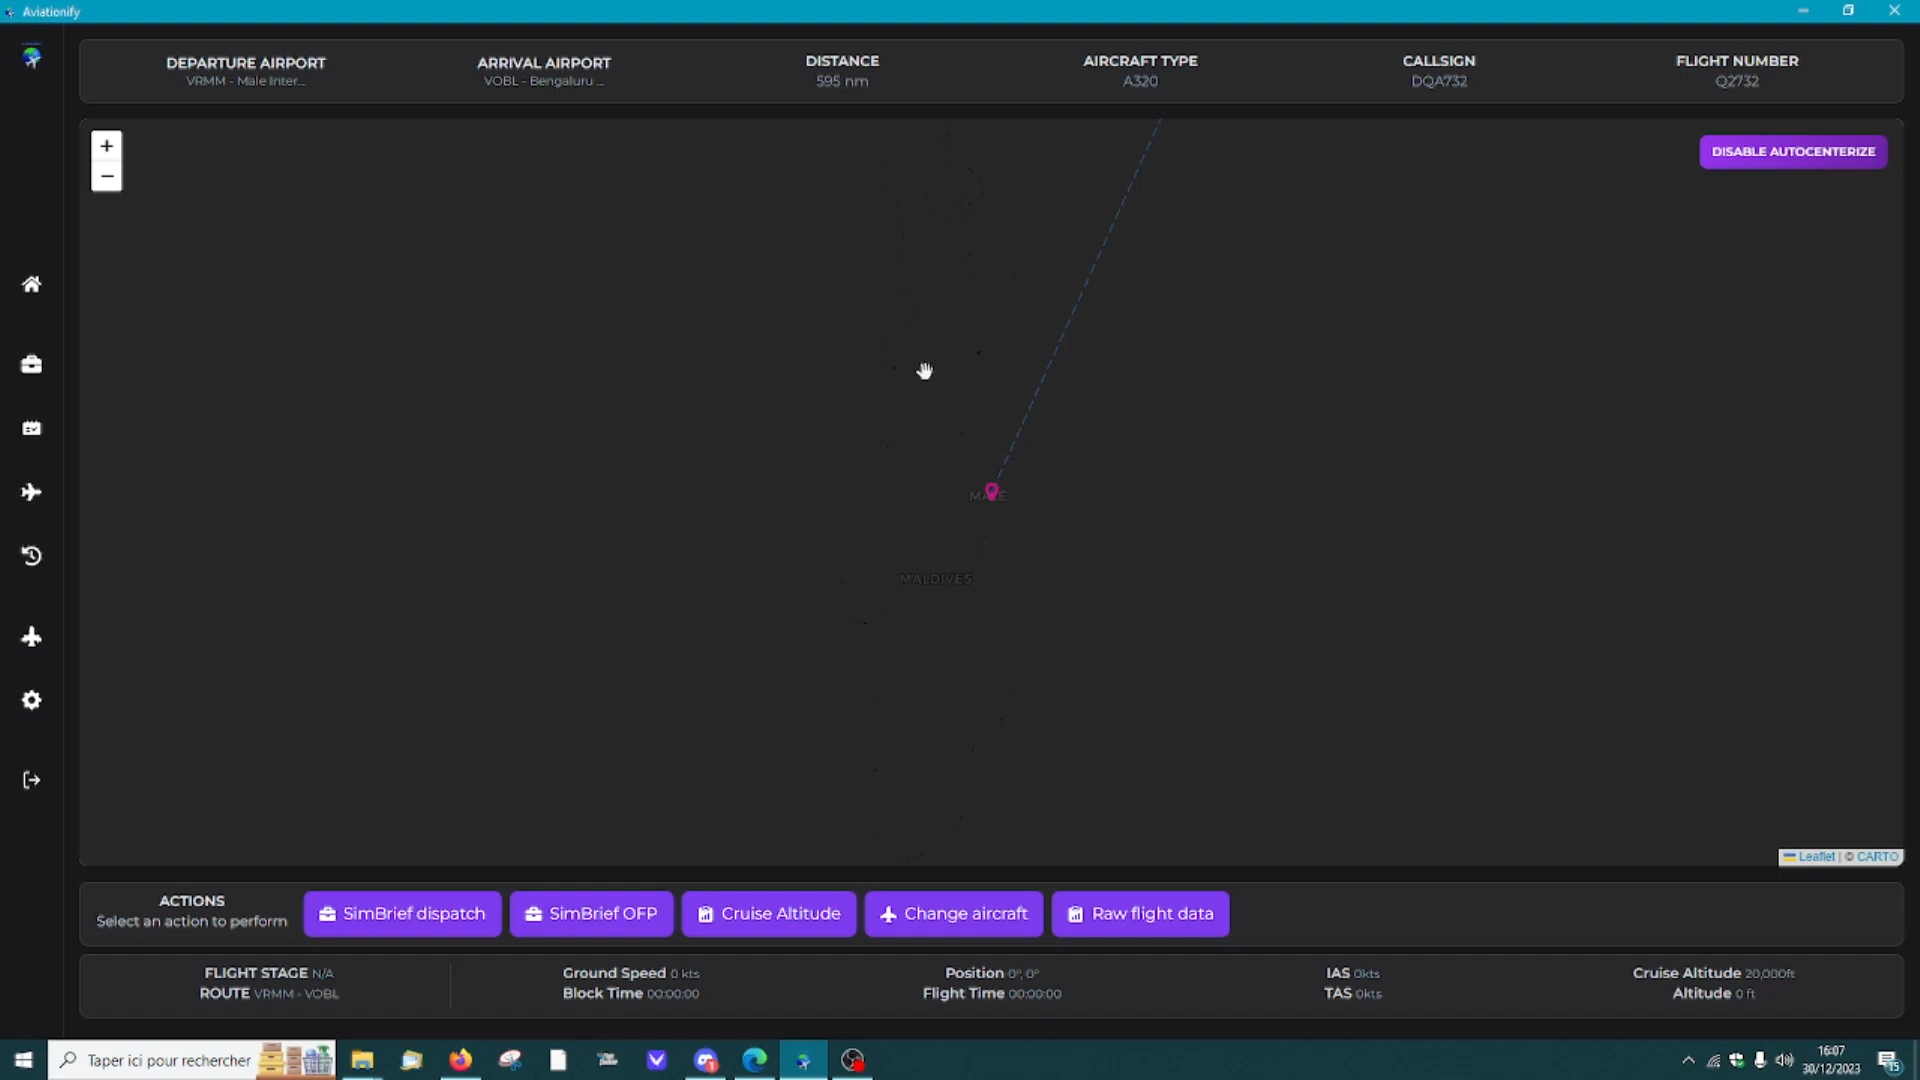 Aviationify
DEPARTURE AIRPORT
VRMM - Male Inter...
ARRIVAL AIRPORT
VOBL - Bengaluru ...
DISTANCE
595 nm
AIRCRAFT TYPE
A320
CALLSIGN
DQA732
FLIGHT NUMBER
Q2732
+
−
DISABLE AUTOCENTERIZE
MALÉ
MALDIVES
Leaflet | © CARTO
ACTIONS
Select an action to perform
SimBrief dispatch
SimBrief OFP
Cruise Altitude
Change aircraft
Raw flight data
FLIGHT STAGE N/A
ROUTE VRMM - VOBL
Ground Speed 0 kts
Block Time 00:00:00
Position 0°, 0°
Flight Time 00:00:00
IAS 0kts
TAS 0kts
Cruise Altitude 20,000ft
Altitude 0 ft
Taper ici pour rechercher
16:07
30/12/2023
15